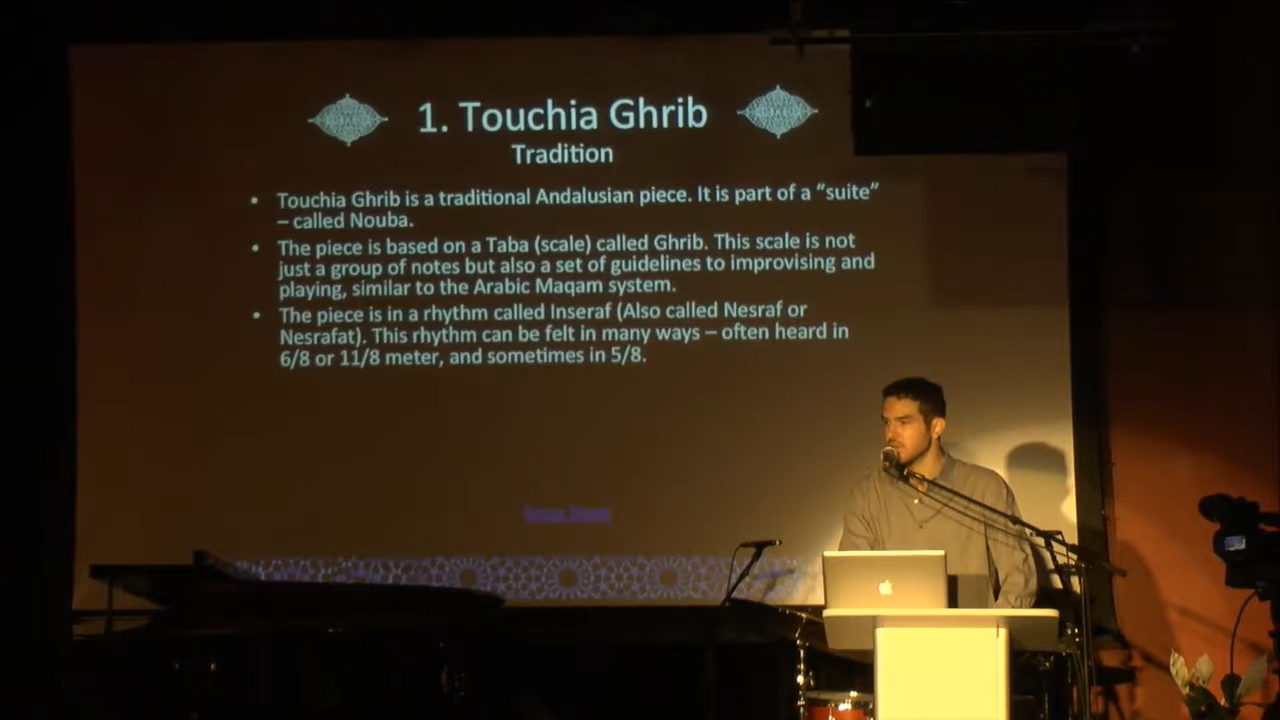 1. Touchia Ghrib
Tradition
• Touchia Ghrib is a traditional Andalusian piece. It is part of a “suite”
– called Nouba.
• The piece is based on a Taba (scale) called Ghrib. This scale is not
just a group of notes but also a set of guidelines to improvising and
playing, similar to the Arabic Maqam system.
• The piece is in a rhythm called Inseraf (Also called Nesraf or
Nesrafat). This rhythm can be felt in many ways – often heard in
6/8 or 11/8 meter, and sometimes in 5/8.